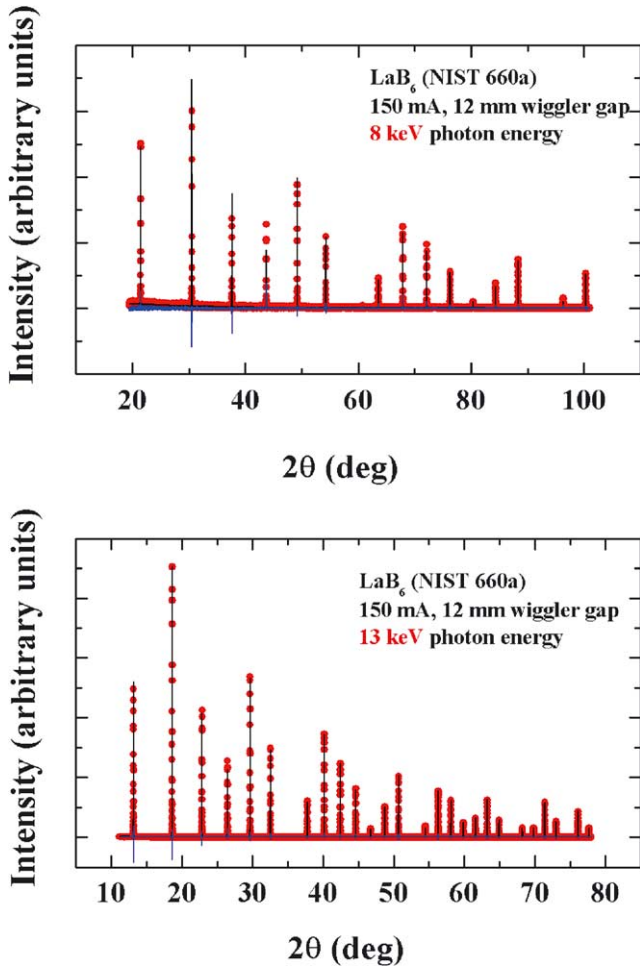 Intensity (arbitrary units)
LaB6 (NIST 660a)
150 mA, 12 mm wiggler gap
8 keV photon energy
20 40 60 80 100
2θ (deg)
Intensity (arbitrary units)
LaB6 (NIST 660a)
150 mA, 12 mm wiggler gap
13 keV photon energy
10 20 30 40 50 60 70 80
2θ (deg)